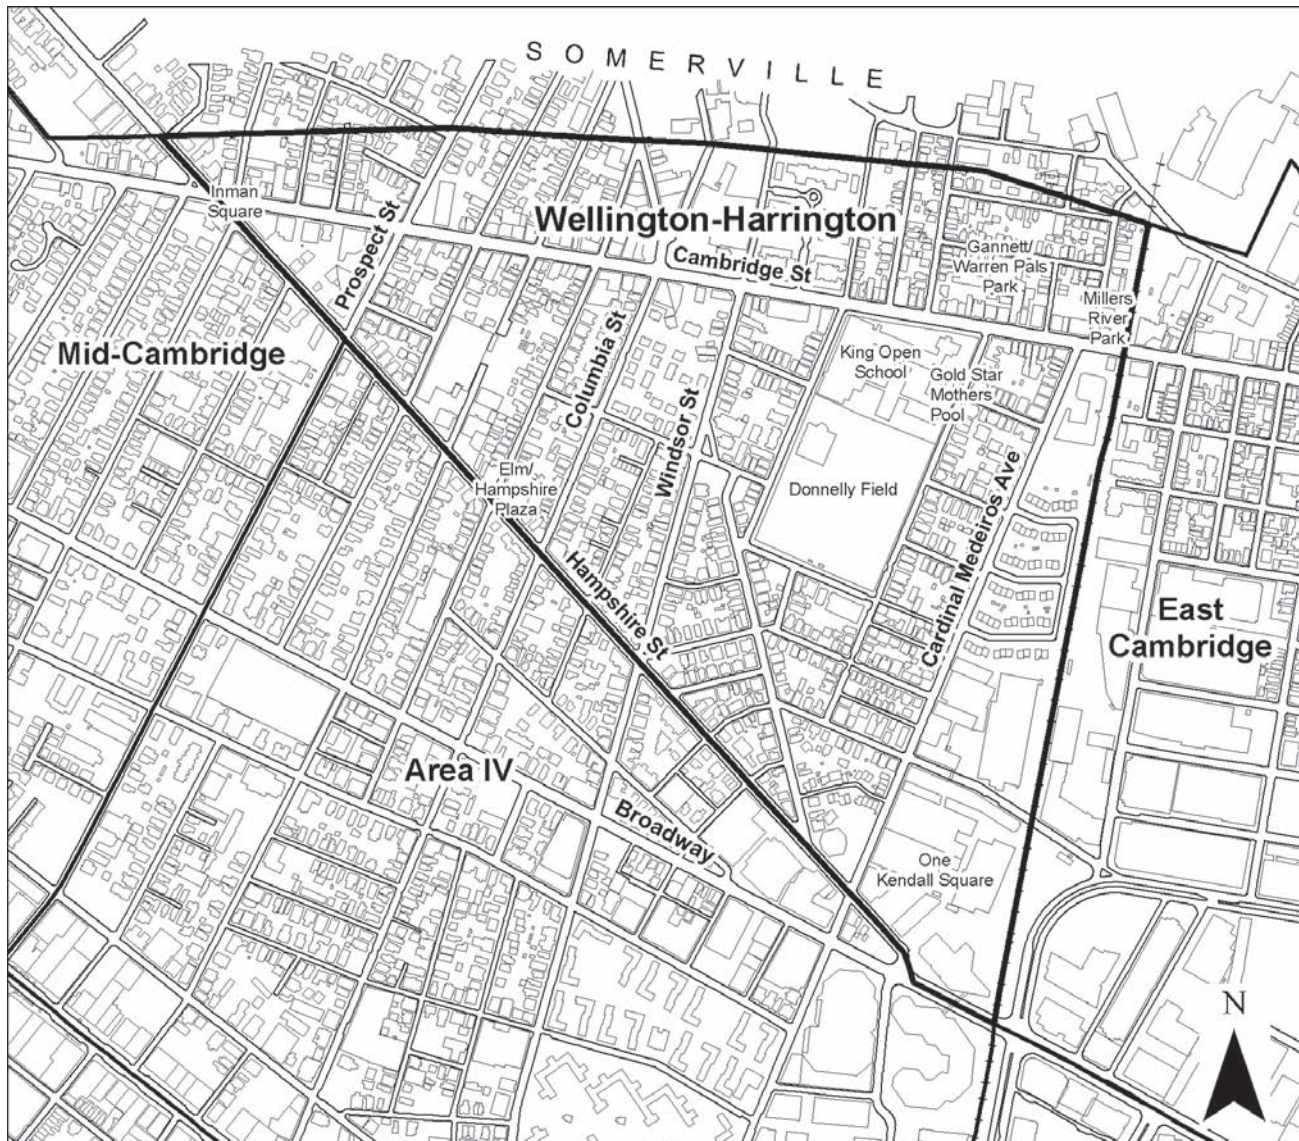 SOMERVILLE
Inman
Square
Prospect St
Wellington-Harrington
Cambridge St
Gannett/
Warren Pals
Park
Millers
River
Park
Mid-Cambridge
Columbia St
King Open
School
Gold Star
Mothers
Pool
Windsor St
Elm/
Hampshire
Plaza
Donnelly Field
Cardinal Medeiros Ave
Hampshire St
East
Cambridge
Area IV
Broadway
One
Kendall Square
N